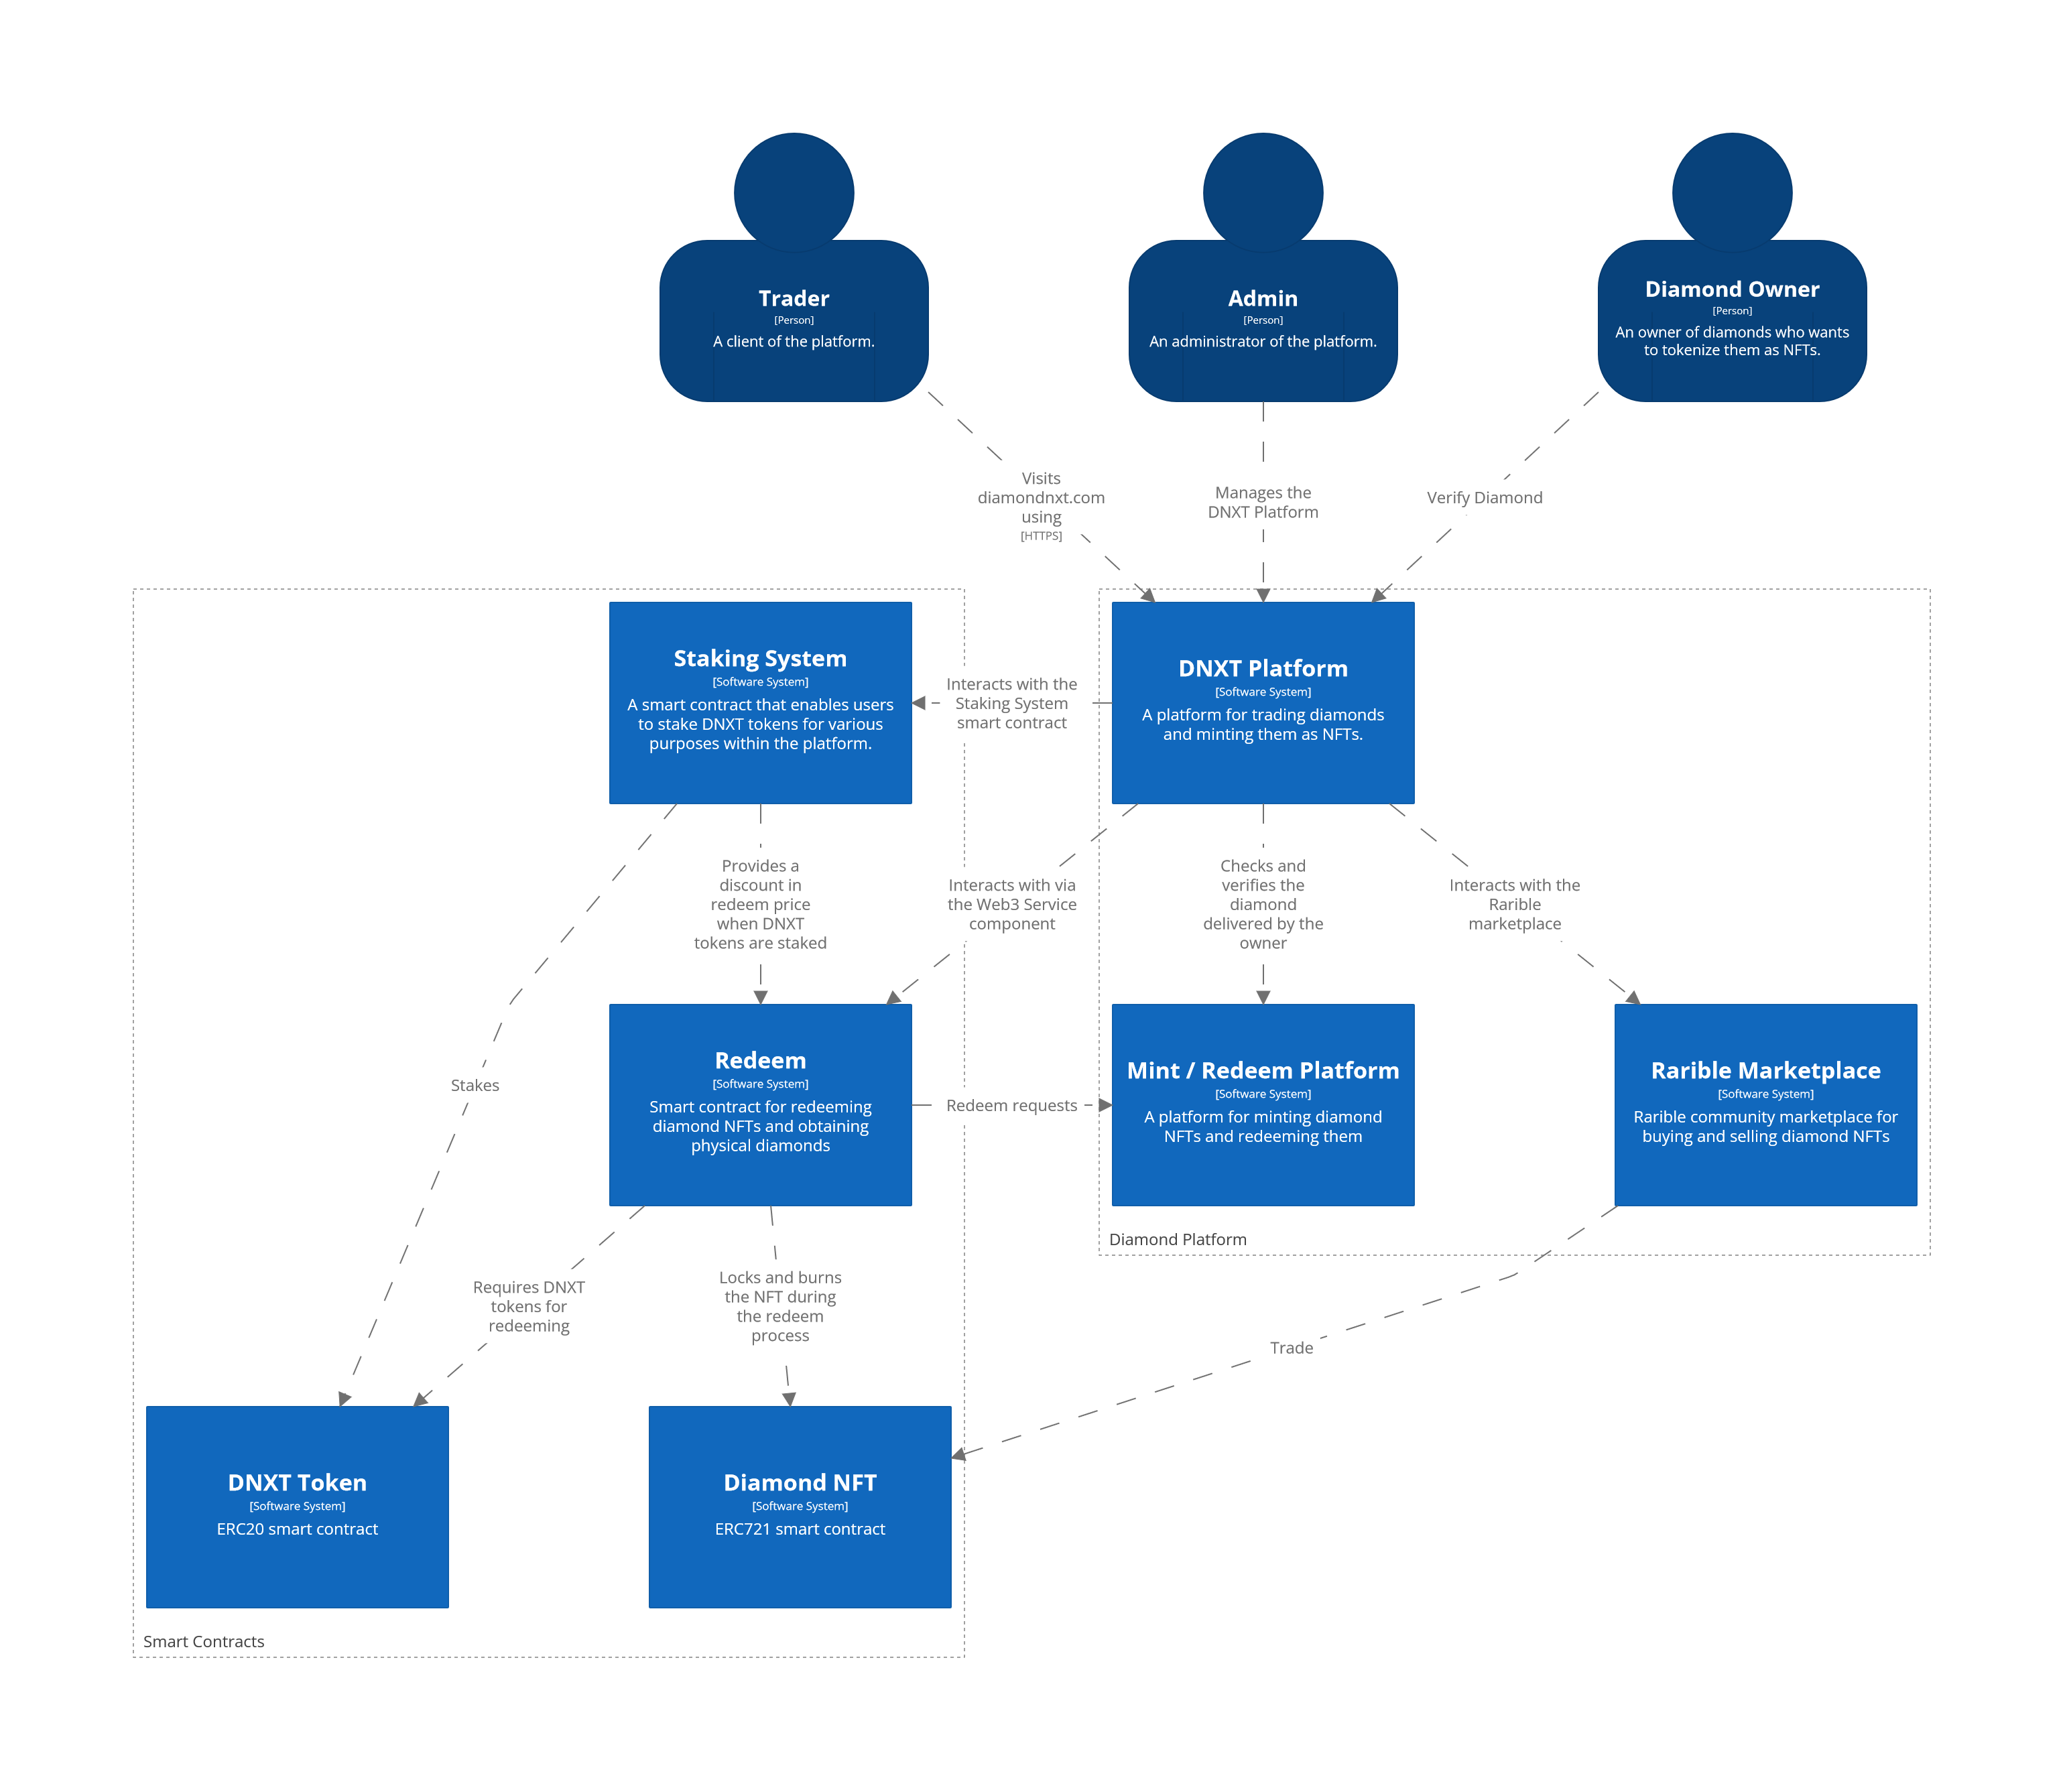 Trader
[Person]
A client of the platform.
Admin
[Person]
An administrator of the platform.
Diamond Owner
[Person]
An owner of diamonds who wants
to tokenize them as NFTs.
Visits
diamondnxt.com
using
[HTTPS]
Manages the
DNXT Platform
Verify Diamond
Staking System
[Software System]
A smart contract that enables users
to stake DNXT tokens for various
purposes within the platform.
Interacts with the
Staking System
smart contract
DNXT Platform
[Software System]
A platform for trading diamonds
and minting them as NFTs.
Provides a
discount in
redeem price
when DNXT
tokens are staked
Interacts with via
the Web3 Service
component
Checks and
verifies the
diamond
delivered by the
owner
Interacts with the
Rarible
marketplace
Stakes
Redeem
[Software System]
Smart contract for redeeming
diamond NFTs and obtaining
physical diamonds
Redeem requests
Mint / Redeem Platform
[Software System]
A platform for minting diamond
NFTs and redeeming them
Rarible Marketplace
[Software System]
Rarible community marketplace for
buying and selling diamond NFTs
Diamond Platform
Requires DNXT
tokens for
redeeming
Locks and burns
the NFT during
the redeem
process
Trade
DNXT Token
[Software System]
ERC20 smart contract
Diamond NFT
[Software System]
ERC721 smart contract
Smart Contracts